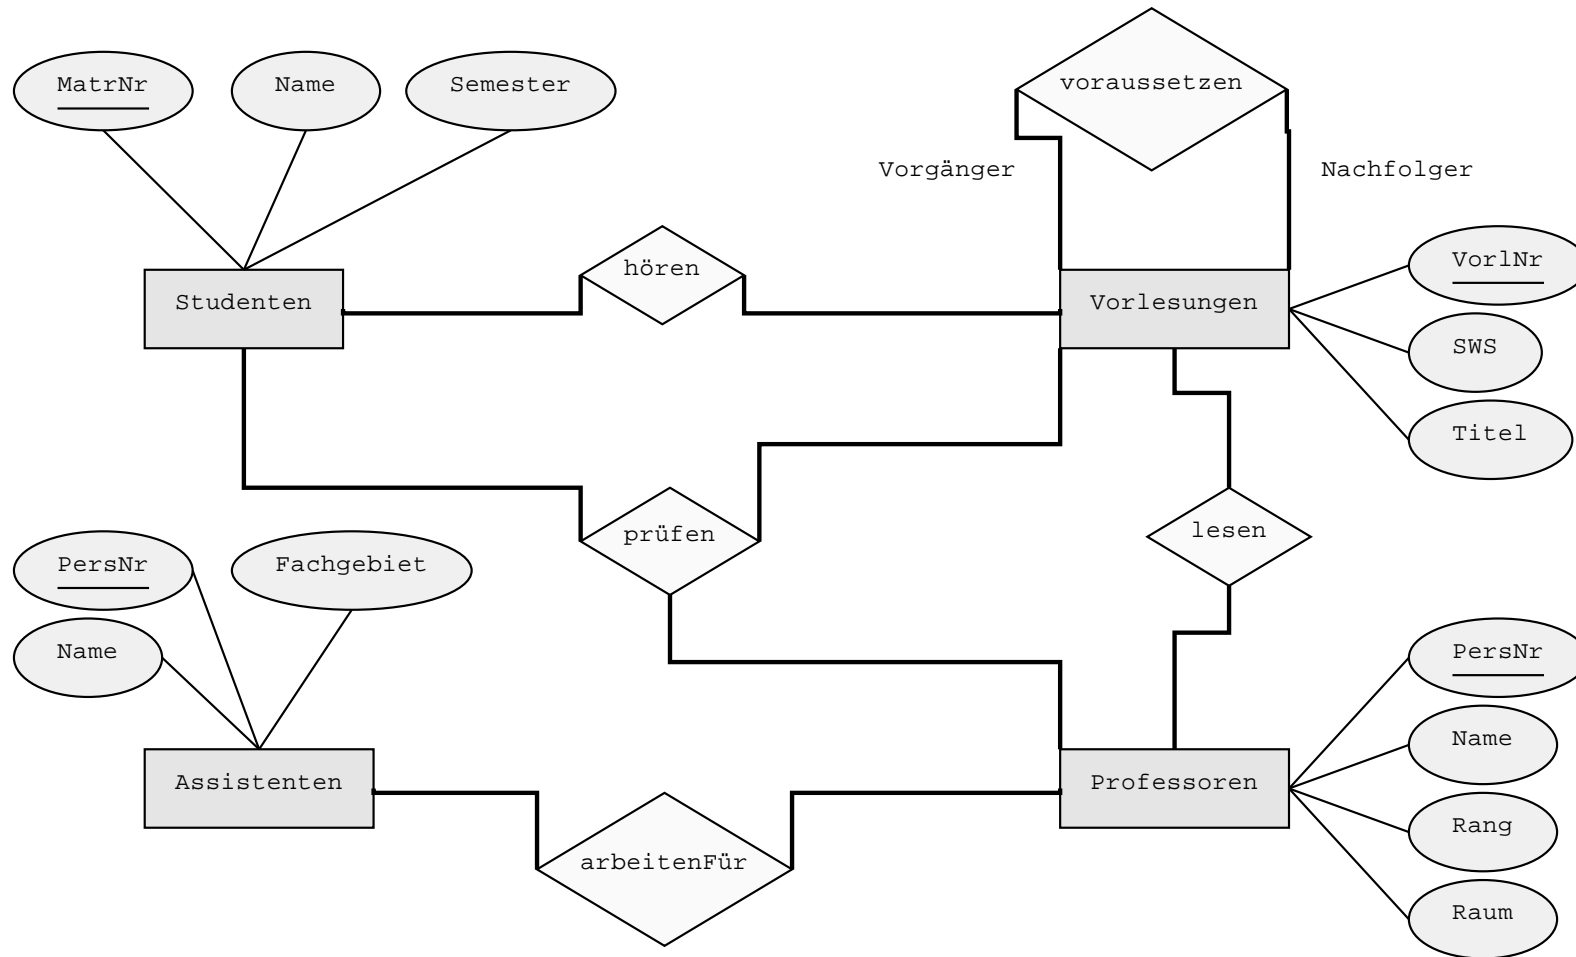 voraussetzen
MatrNr
Name
Semester
Vorgänger
Nachfolger
hören
VorlNr
Studenten
Vorlesungen
SWS
Titel
prüfen
lesen
PersNr
Fachgebiet
Name
PersNr
Name
Assistenten
Professoren
Rang
arbeitenFür
Raum